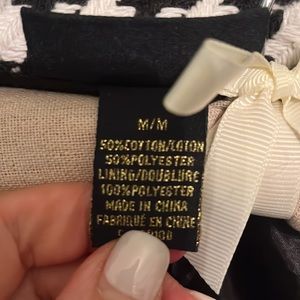 M/M
50%COTTON/COTON
50%POLYESTER
LINING/DOUBLURE
100%POLYESTER
MADE IN CHINA
FABRIQUÉ EN CHINE